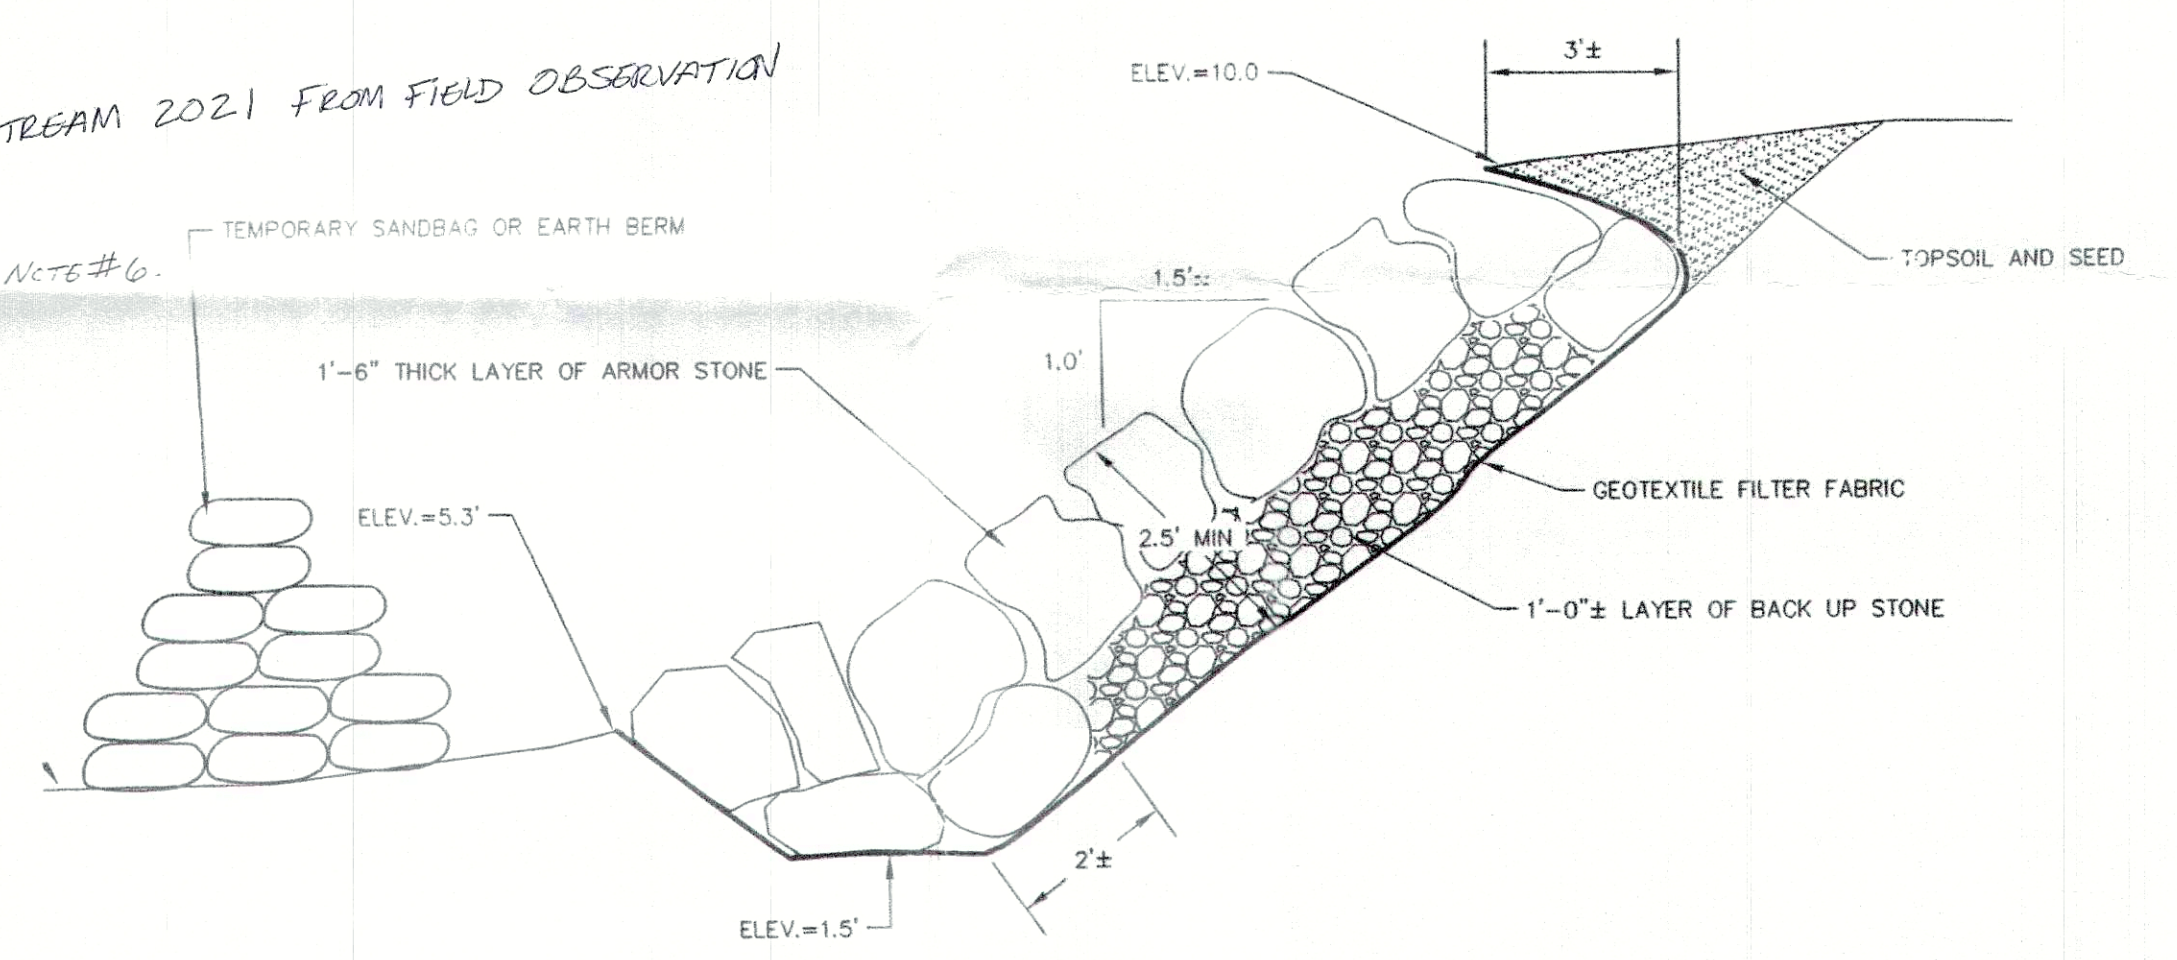 TREAM 2021 FROM FIELD OBSERVATION
3'±
ELEV.=10.0
TEMPORARY SANDBAG OR EARTH BERM
NOTE #6.
TOPSOIL AND SEED
1.5'±
1.0'
1'-6" THICK LAYER OF ARMOR STONE
GEOTEXTILE FILTER FABRIC
ELEV.=5.3'
2.5' MIN
1'-0"± LAYER OF BACK UP STONE
2'±
ELEV.=1.5'